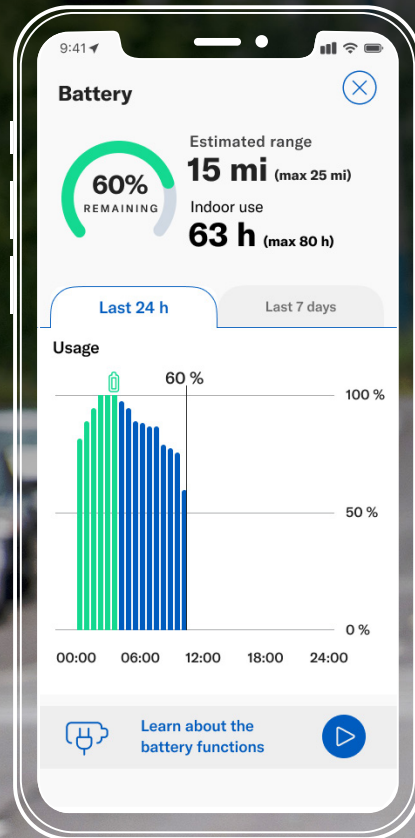 9:41
Battery
60%
REMAINING
Estimated range
15 mi (max 25 mi)
Indoor use
63 h (max 80 h)
Last 24 h
Last 7 days
Usage
60 %
100 %
50 %
0 %
00:00 06:00 12:00 18:00 24:00
Learn about the
battery functions